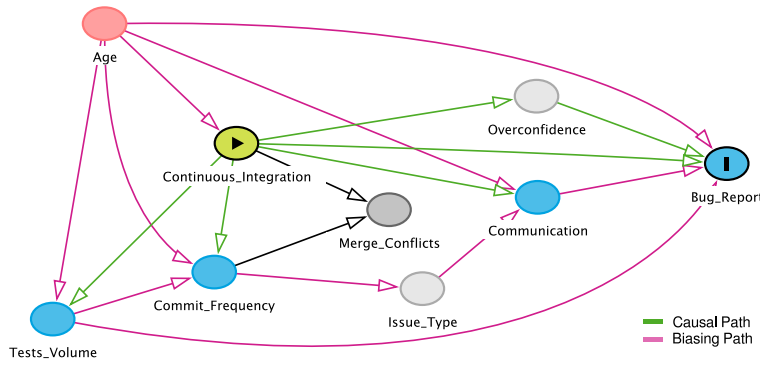 Age
Overconfidence
Continuous_Integration
Bug_Report
Merge_Conflicts
Communication
Commit_Frequency
Issue_Type
Tests_Volume
Causal Path
Biasing Path